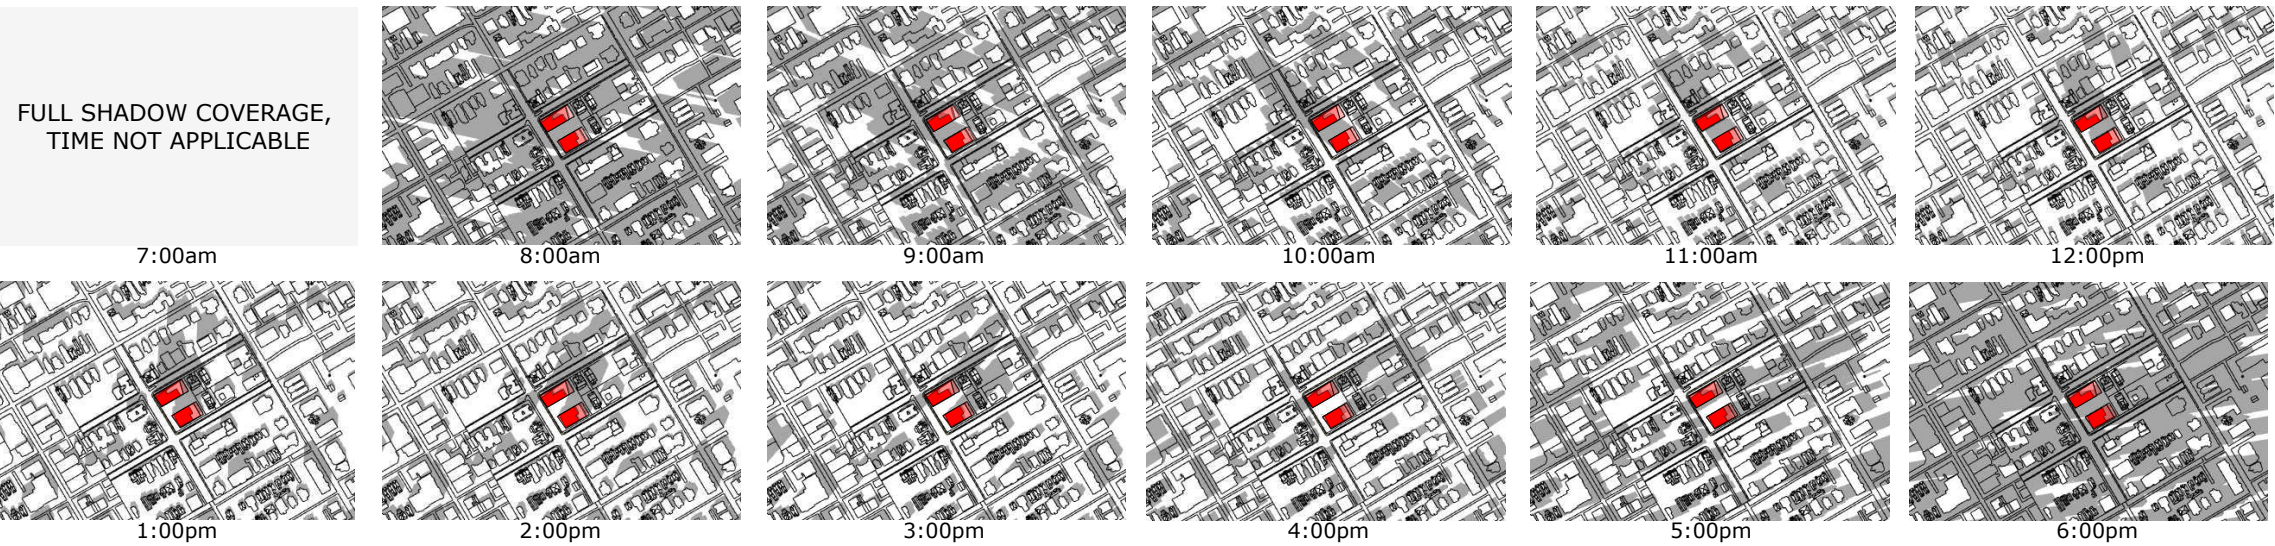 FULL SHADOW COVERAGE,
TIME NOT APPLICABLE
7:00am
8:00am
9:00am
10:00am
11:00am
12:00pm
1:00pm
2:00pm
3:00pm
4:00pm
5:00pm
6:00pm